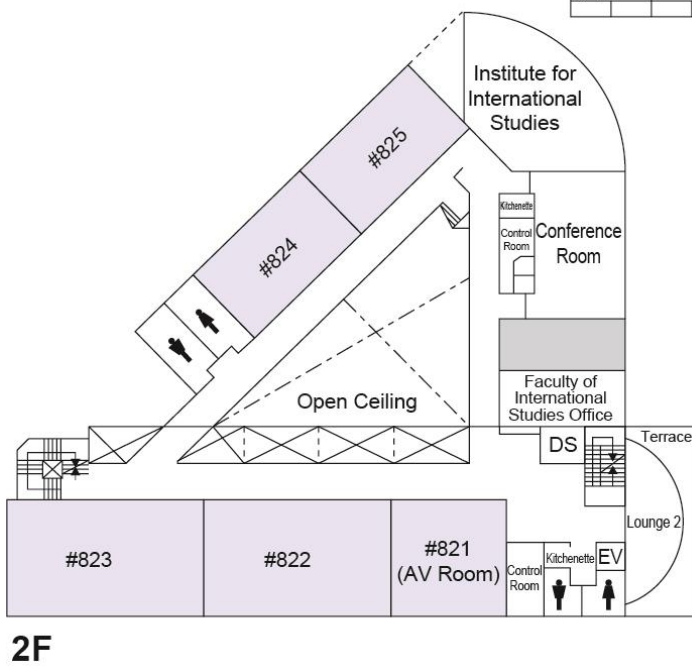 Institute for
International
Studies
#825
#824
Kitchenette
Control
Room
Conference
Room
Open Ceiling
Faculty of
International
Studies Office
DS
Terrace
Lounge 2
#823
#822
#821
(AV Room)
Control
Room
Kitchenette
EV
2F